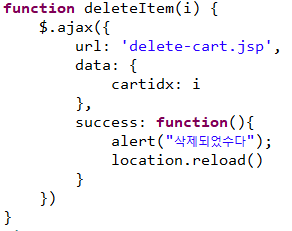 function deleteItem(i) {
    $.ajax({
        url: 'delete-cart.jsp',
        data: {
            cartidx: i
        },
        success: function(){
            alert("삭제되었수다");
            location.reload()
        }
    })
}